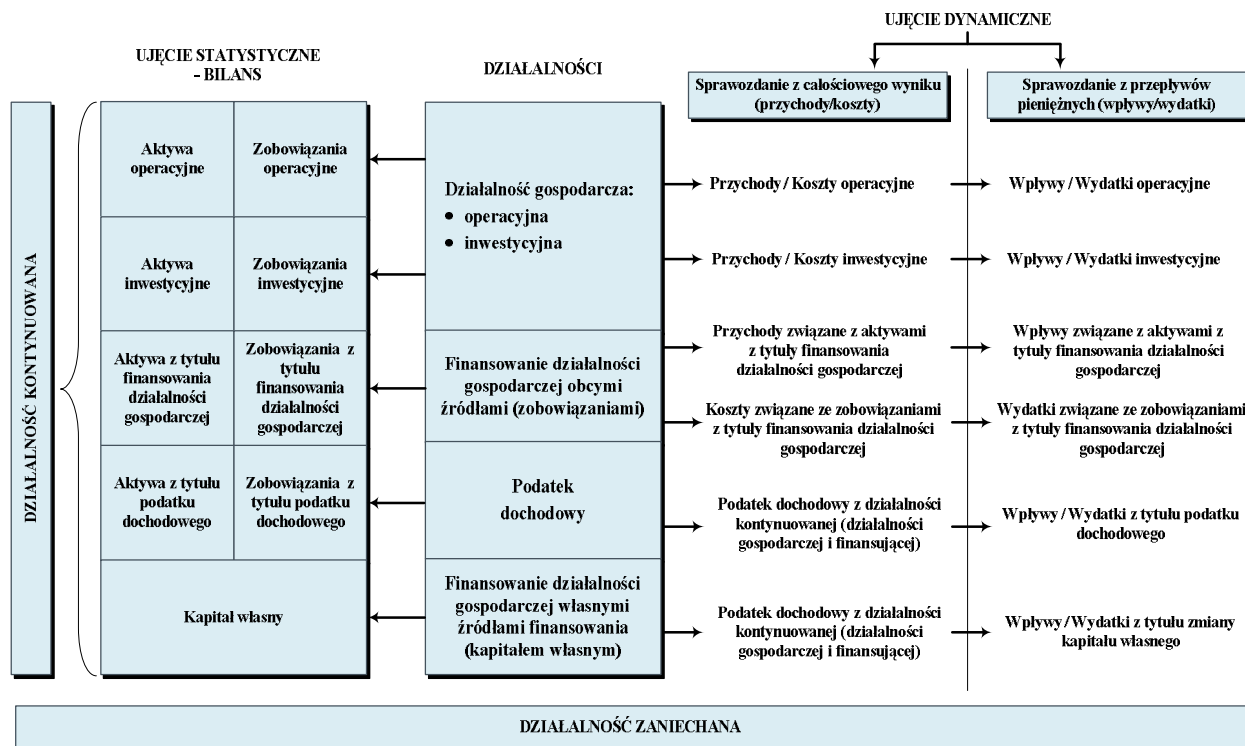 UJĘCIE DYNAMICZNE
UJĘCIE STATYSTYCZNE
– BILANS
DZIAŁALNOŚCI
Sprawozdanie z całościowego wyniku
(przychody/koszty)
Sprawozdanie z przepływów
pieniężnych (wpływy/wydatki)
DZIAŁALNOŚĆ KONTYNUOWANA
Aktywa
operacyjne
Zobowiązania
operacyjne
Aktywa
inwestycyjne
Zobowiązania
inwestycyjne
Aktywa z tytułu
finansowania
działalności
gospodarczej
Zobowiązania z
tytułu
finansowania
działalności
gospodarczej
Aktywa z tytułu
podatku
dochodowego
Zobowiązania z
tytułu podatku
dochodowego
Kapitał własny
Działalność gospodarcza:
• operacyjna
• inwestycyjna
Finansowanie działalności
gospodarczej obcymi
źródłami (zobowiązaniami)
Podatek
dochodowy
Finansowanie działalności
gospodarczej własnymi
źródłami finansowania
(kapitałem własnym)
Przychody / Koszty operacyjne
Wpływy / Wydatki operacyjne
Przychody / Koszty inwestycyjne
Wpływy / Wydatki inwestycyjne
Przychody związane z aktywami
z tytuły finansowania
działalności gospodarczej
Wpływy związane z aktywami z
tytuły finansowania działalności
gospodarczej
Koszty związane ze zobowiązaniami
z tytuły finansowania działalności
gospodarczej
Wydatki związane ze zobowiązaniami
z tytuły finansowania działalności
gospodarczej
Podatek dochodowy z działalności
kontynuowanej (działalności
gospodarczej i finansującej)
Wpływy / Wydatki z tytułu podatku
dochodowego
Podatek dochodowy z działalności
kontynuowanej (działalności
gospodarczej i finansującej)
Wpływy / Wydatki z tytułu zmiany
kapitału własnego
DZIAŁALNOŚĆ ZANIECHANA